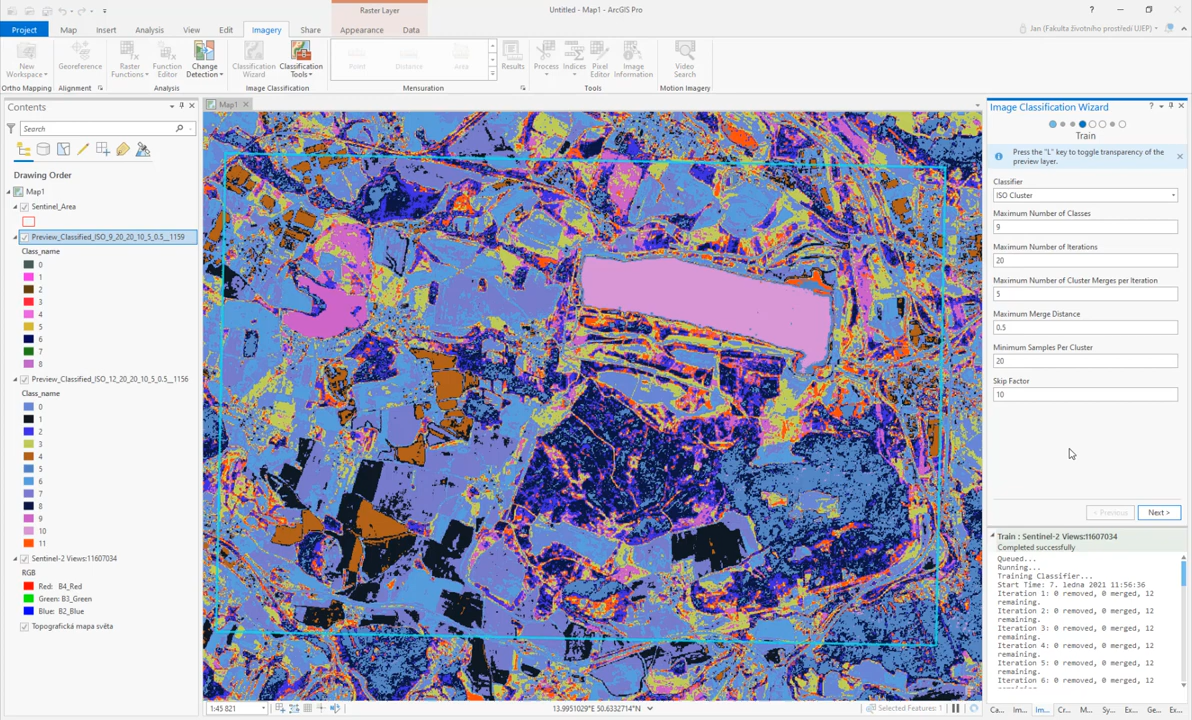 Raster Layer
Untitled - Map1 - ArcGIS Pro
?
Project
Map
Insert
Analysis
View
Edit
Imagery
Share
Appearance
Data
Jan (Fakulta životního prostředí UJEP)
New
Workspace
Georeference
Raster
Functions
Function
Editor
Change
Detection
Classification
Wizard
Classification
Tools
Point
Distance
Area
Results
Process
Indices
Pixel
Editor
Image
Information
Video
Search
Ortho Mapping
Alignment
Analysis
Image Classification
Mensuration
Tools
Motion Imagery
Contents
Search
Drawing Order
Map1
Sentinel_Area
Preview_Classified_ISO_9_20_20_10_5_0.5__1159
Class_name
0
1
2
3
4
5
6
7
8
Preview_Classified_ISO_12_20_20_10_5_0.5__1156
Class_name
0
1
2
3
4
5
6
7
8
9
10
11
Sentinel-2 Views:11607034
RGB
Red: B4_Red
Green: B3_Green
Blue: B2_Blue
Topografická mapa světa
Map1
1:45 821
13.9951029°E 50.6332714°N
Selected Features: 1
Image Classification Wizard
?
Train
Press the "L" key to toggle transparency of the
preview layer.
Classifier
ISO Cluster
Maximum Number of Classes
9
Maximum Number of Iterations
20
Maximum Number of Cluster Merges per Iteration
5
Maximum Merge Distance
0.5
Minimum Samples Per Cluster
20
Skip Factor
10
< Previous
Next >
Train : Sentinel-2 Views:11607034
Completed successfully
Queued...
Running...
Training Classifier...
Start Time: 7. ledna 2021 11:56:36
Iteration 1: 0 removed, 0 merged, 12
remaining.
Iteration 2: 0 removed, 0 merged, 12
remaining.
Iteration 3: 0 removed, 0 merged, 12
remaining.
Iteration 4: 0 removed, 0 merged, 12
remaining.
Iteration 5: 0 removed, 0 merged, 12
remaining.
Iteration 6: 0 removed, 0 merged, 12
Ca...
Im...
Im...
Cr...
M...
Sy...
Ex...
Ge...
Ex...